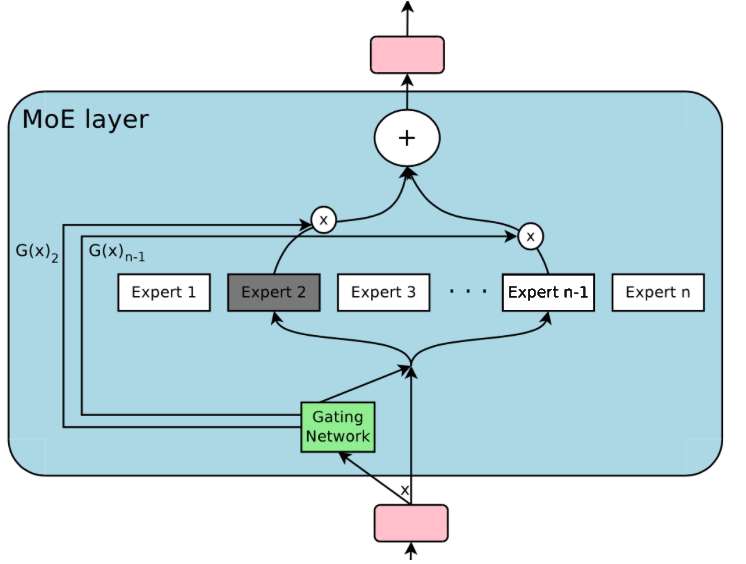 MoE layer
+
x
x
G(x)2
G(x)n-1
Expert 1
Expert 2
Expert 3
. . .
Expert n-1
Expert n
Gating
Network
x